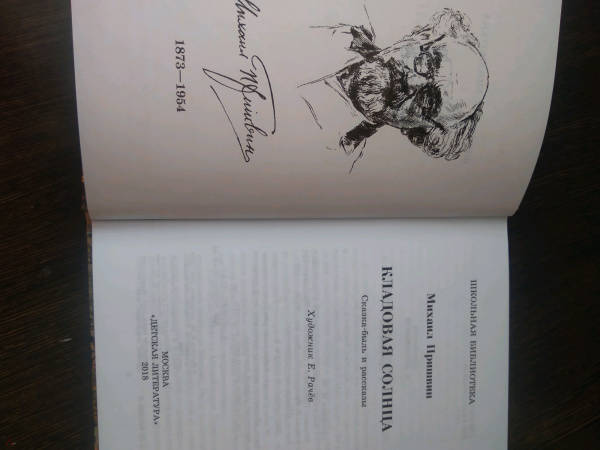 Михаил Пришвин
1873—1954
ШКОЛЬНАЯ БИБЛИОТЕКА
Михаил Пришвин
КЛАДОВАЯ СОЛНЦА
Сказка-быль и рассказы
Художник Е. Рачёв
МОСКВА
«ДЕТСКАЯ ЛИТЕРАТУРА»
2018